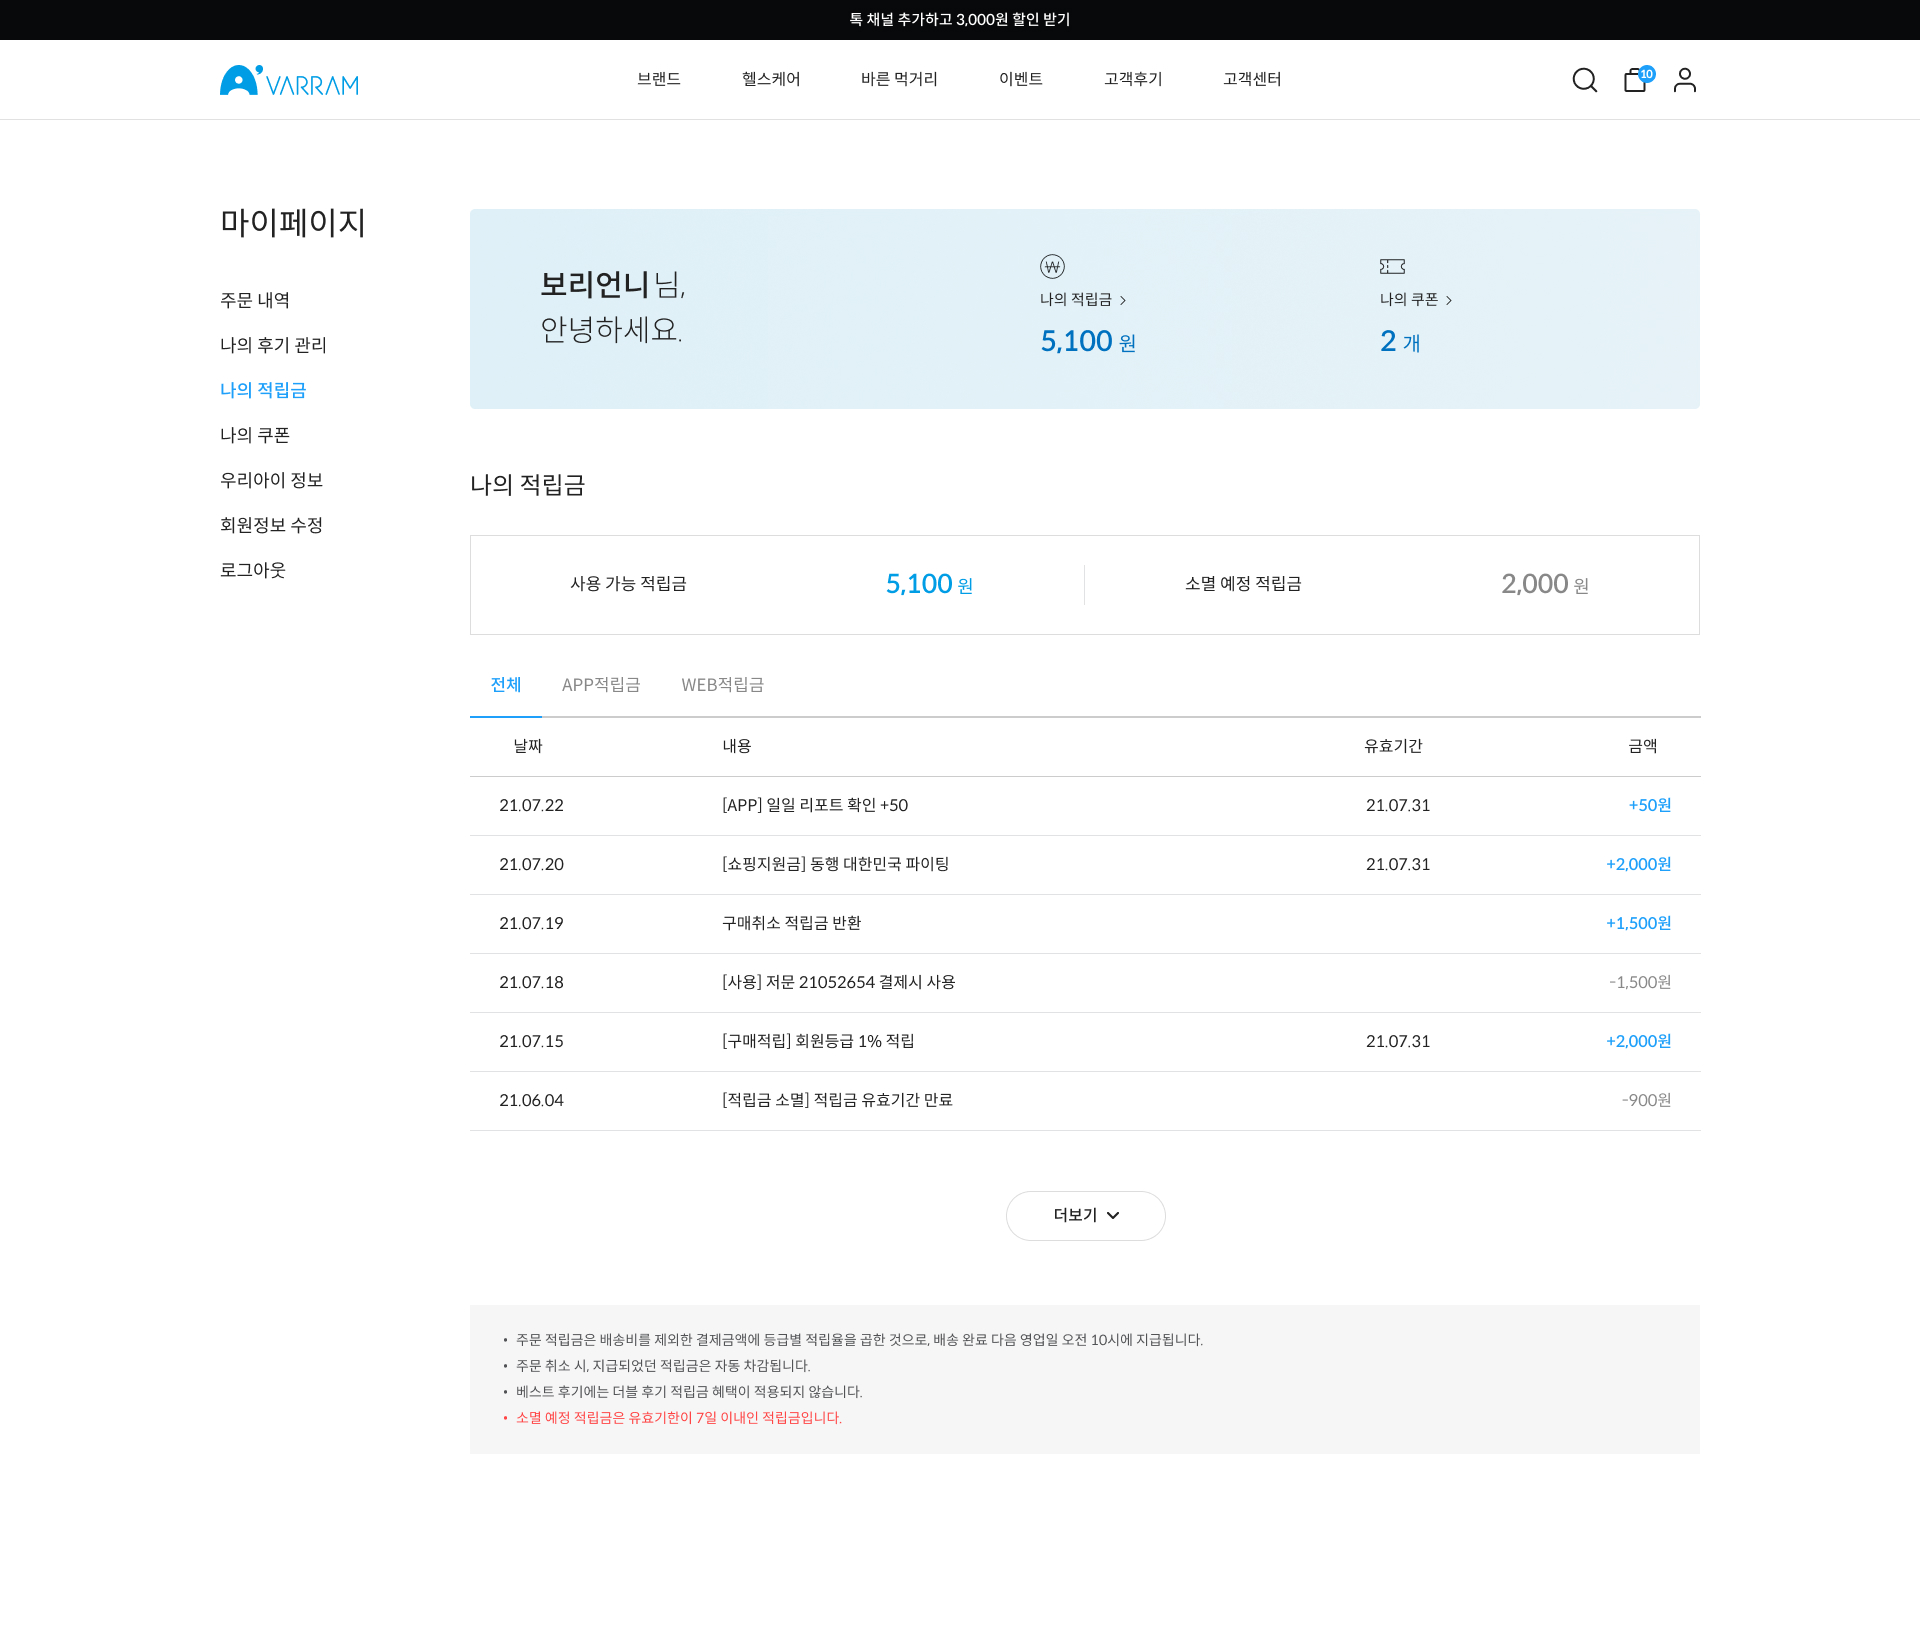 톡 채널 추가하고 3,000원 할인 받기
VARRAM
브랜드 헬스케어 바른 먹거리 이벤트 고객후기 고객센터
10
마이페이지
주문 내역
나의 후기 관리
나의 적립금
나의 쿠폰
우리아이 정보
회원정보 수정
로그아웃
보리언니 님,
안녕하세요.
나의 적립금
5,100 원
나의 쿠폰
2 개
나의 적립금
사용 가능 적립금 5,100 원 소멸 예정 적립금 2,000 원
전체 APP적립금 WEB적립금
날짜 내용 유효기간 금액
21.07.22 [APP] 일일 리포트 확인 +50 21.07.31 +50원
21.07.20 [쇼핑지원금] 동행 대한민국 파이팅 21.07.31 +2,000원
21.07.19 구매취소 적립금 반환 +1,500원
21.07.18 [사용] 저문 21052654 결제시 사용 -1,500원
21.07.15 [구매적립] 회원등급 1% 적립 21.07.31 +2,000원
21.06.04 [적립금 소멸] 적립금 유효기간 만료 -900원
더보기
• 주문 적립금은 배송비를 제외한 결제금액에 등급별 적립율을 곱한 것으로, 배송 완료 다음 영업일 오전 10시에 지급됩니다.
• 주문 취소 시, 지급되었던 적립금은 자동 차감됩니다.
• 베스트 후기에는 더블 후기 적립금 혜택이 적용되지 않습니다.
• 소멸 예정 적립금은 유효기한이 7일 이내인 적립금입니다.